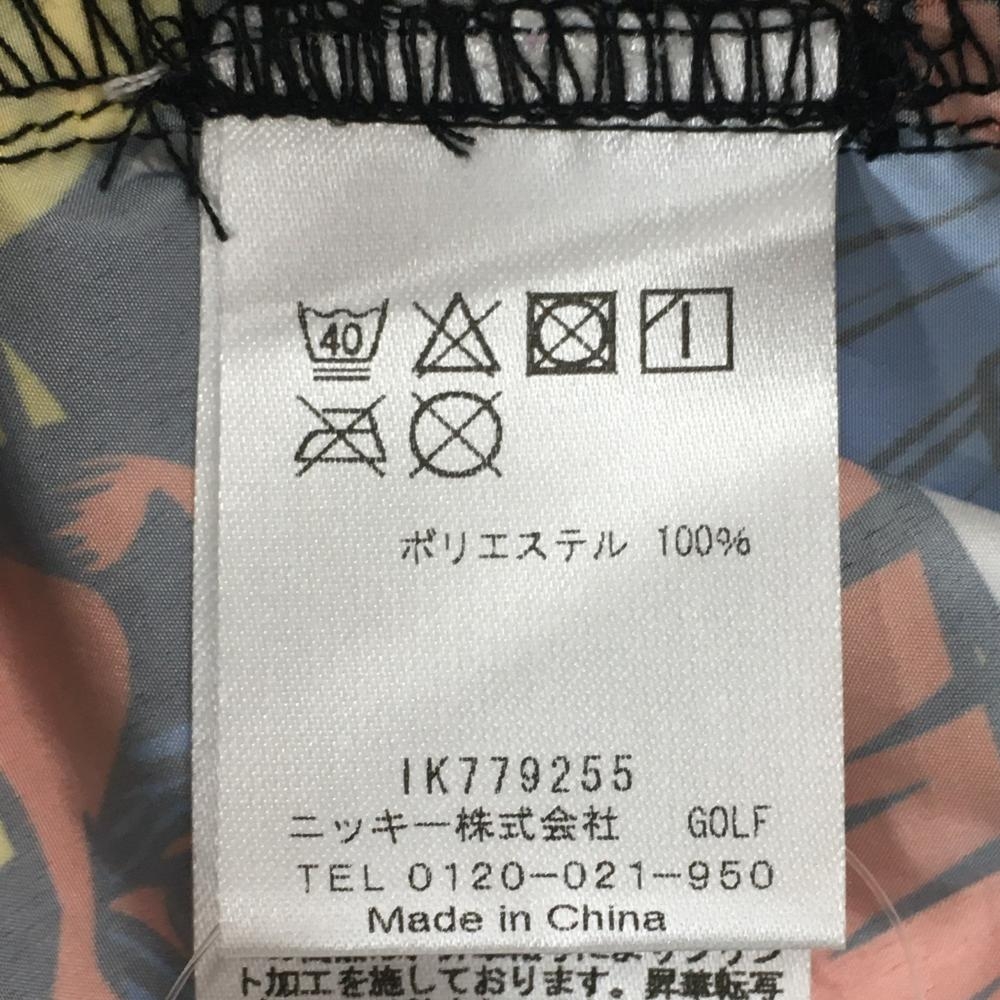 40
ポリエステル 100%
IK779255
ニッキー株式会社 GOLF
TEL 0120-021-950
Made in China
ト加工を施しております。昇華転写